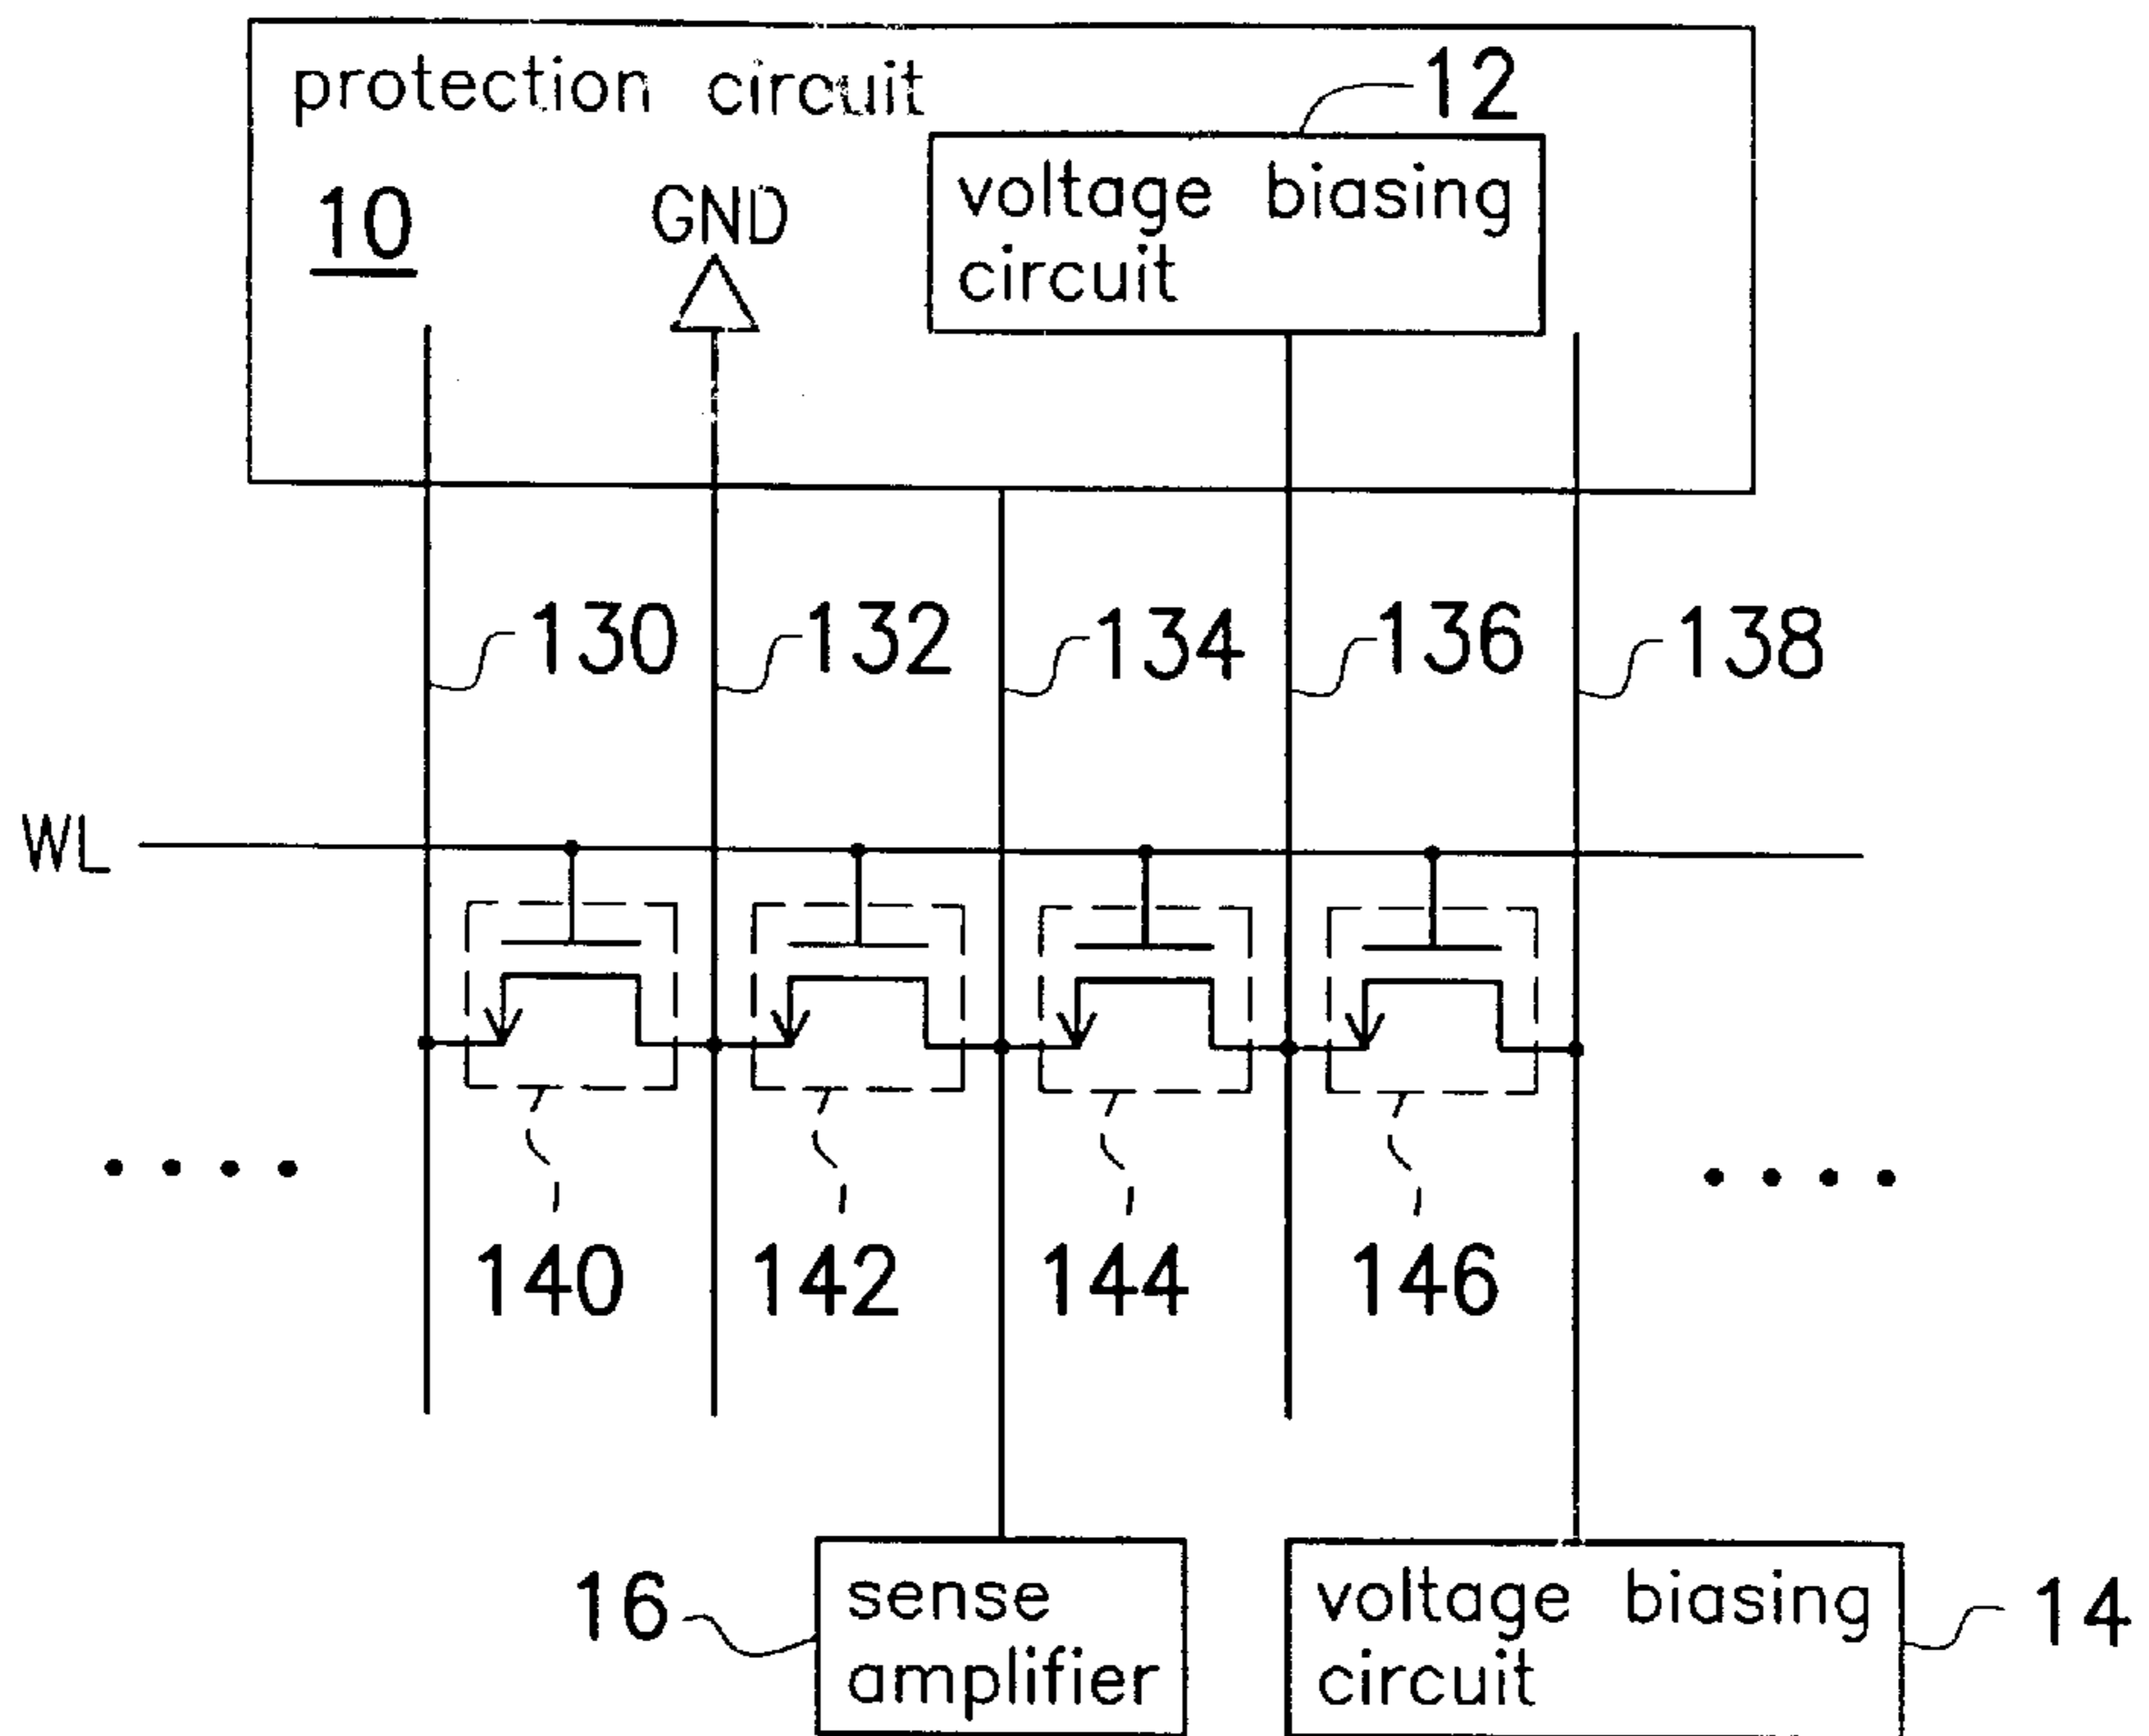 protection circuit
12
voltage biasing
circuit
10
GND
130
132
134
136
138
WL
140
142
144
146
16
sense
amplifier
voltage biasing
circuit
14